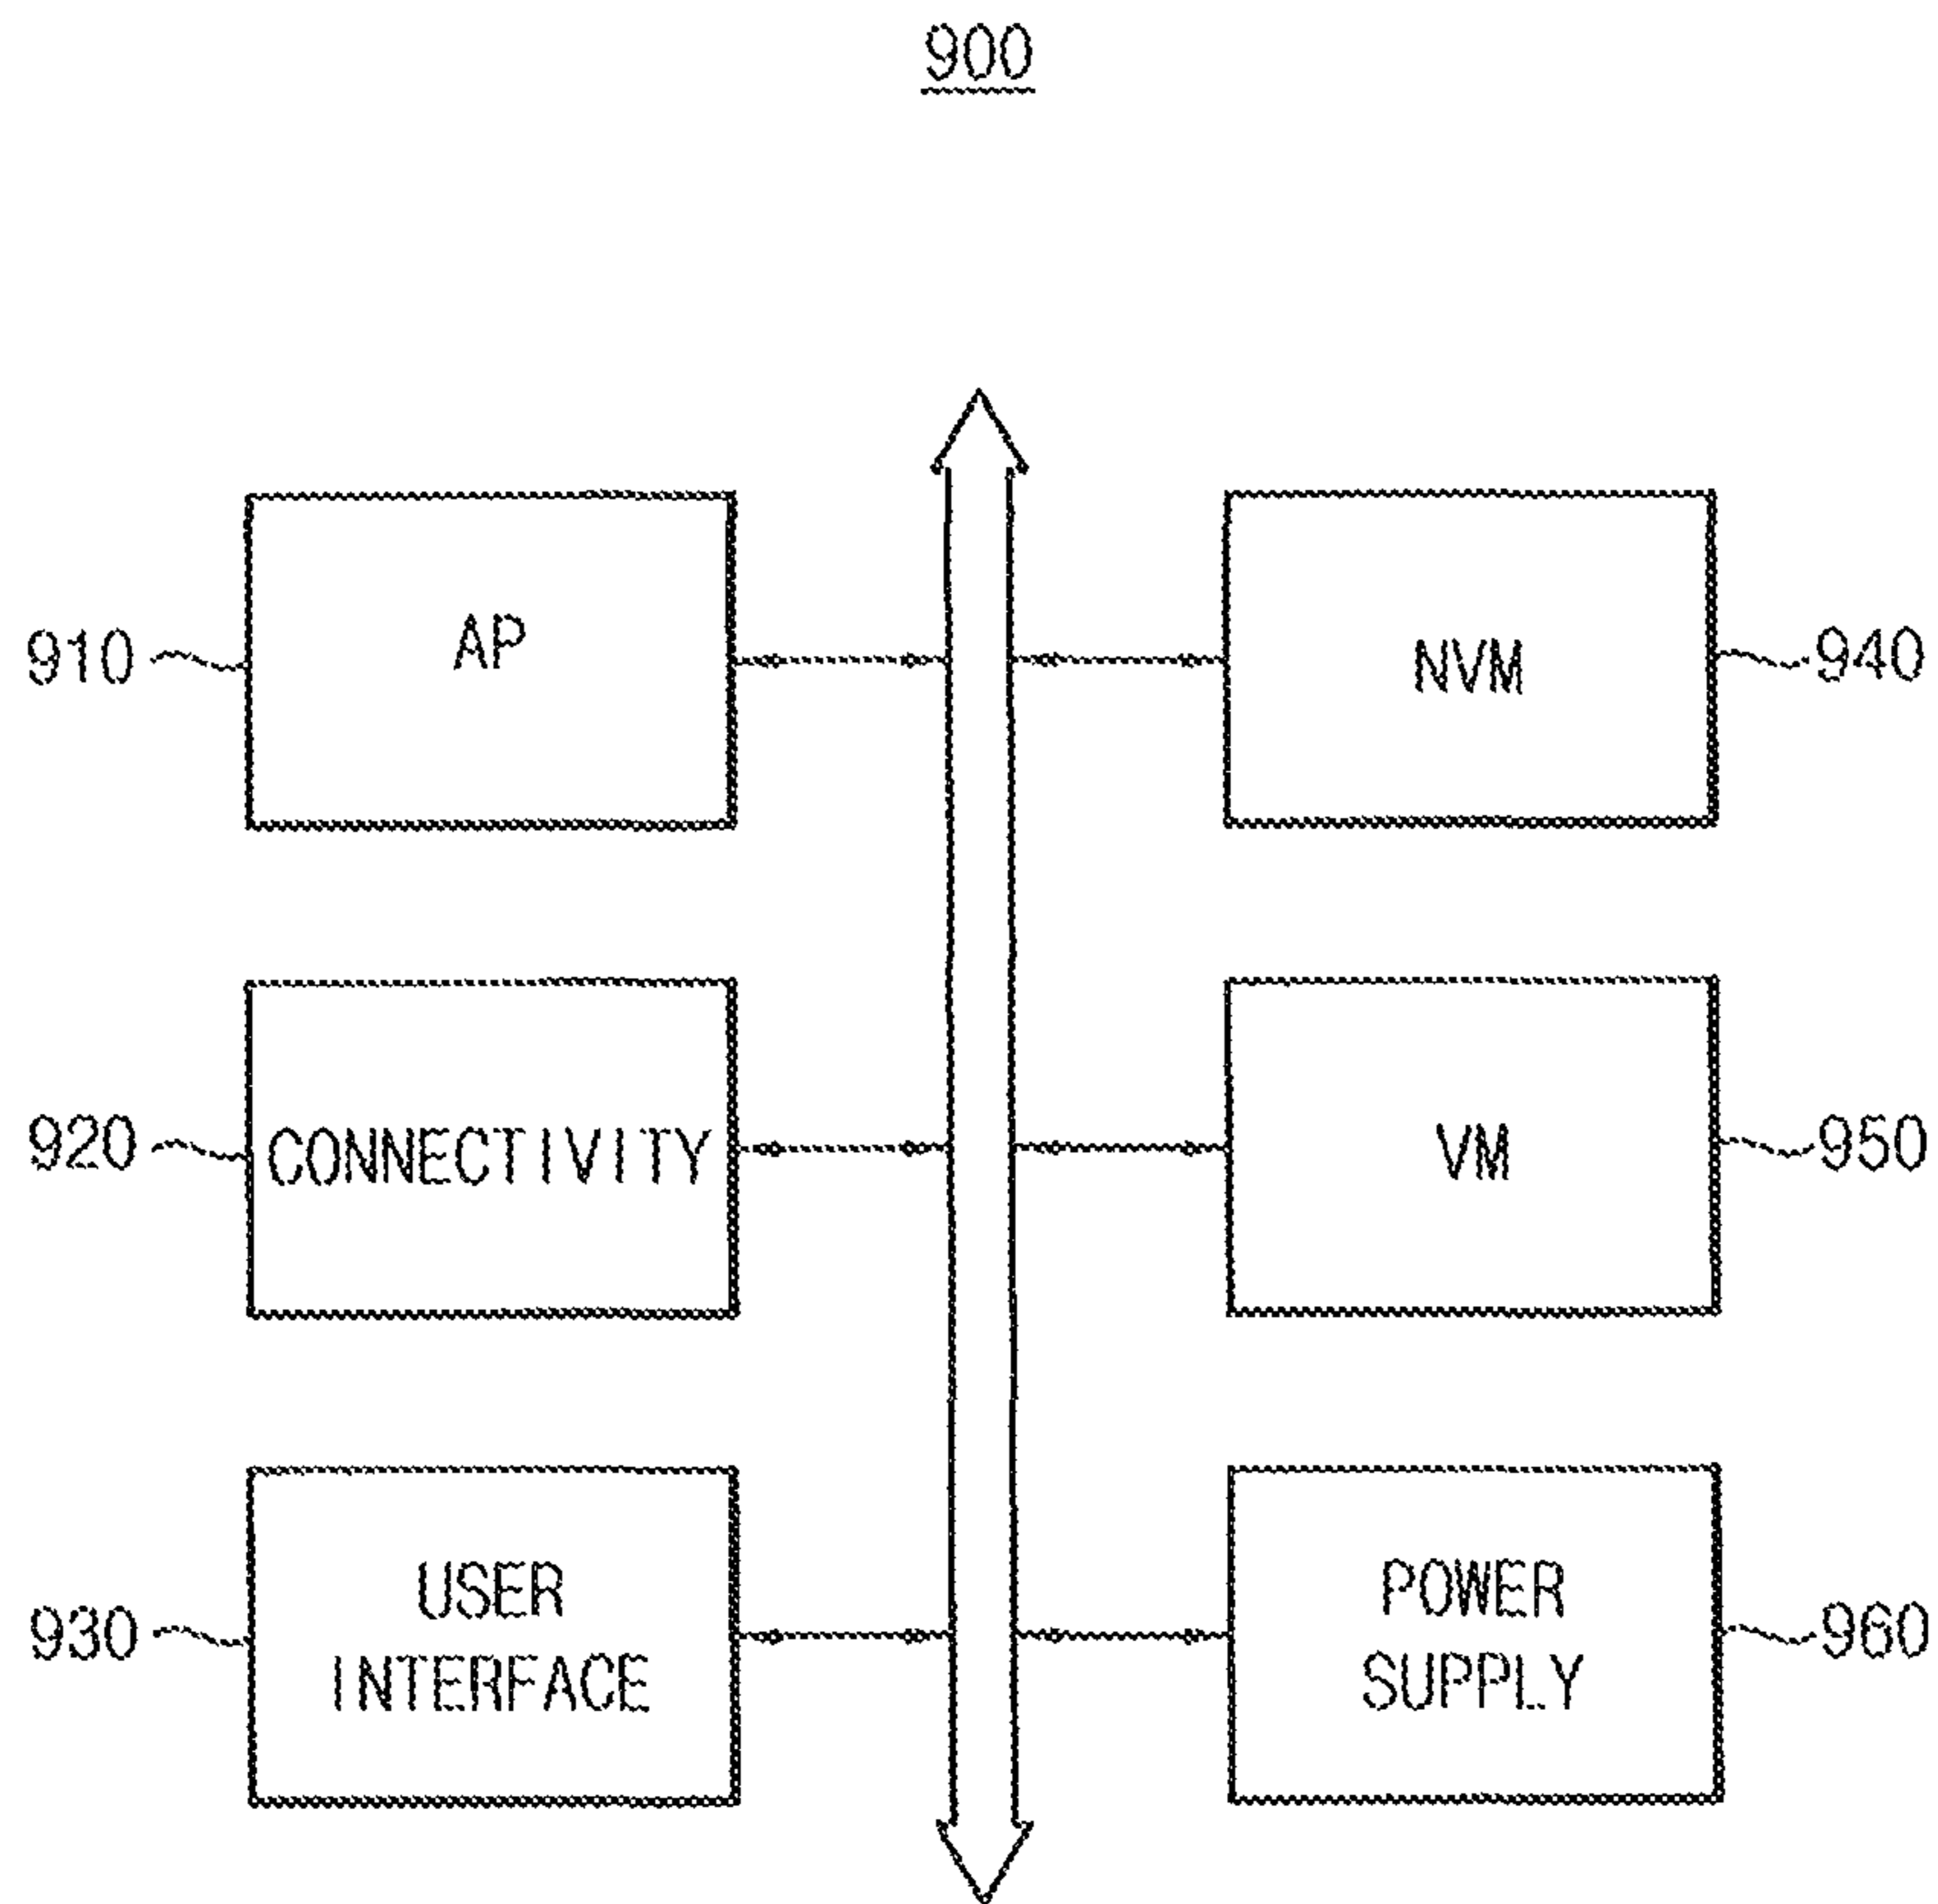 900
910
AP
NVM
940
920
CONNECTIVITY
VM
950
930
USER
INTERFACE
POWER
SUPPLY
960